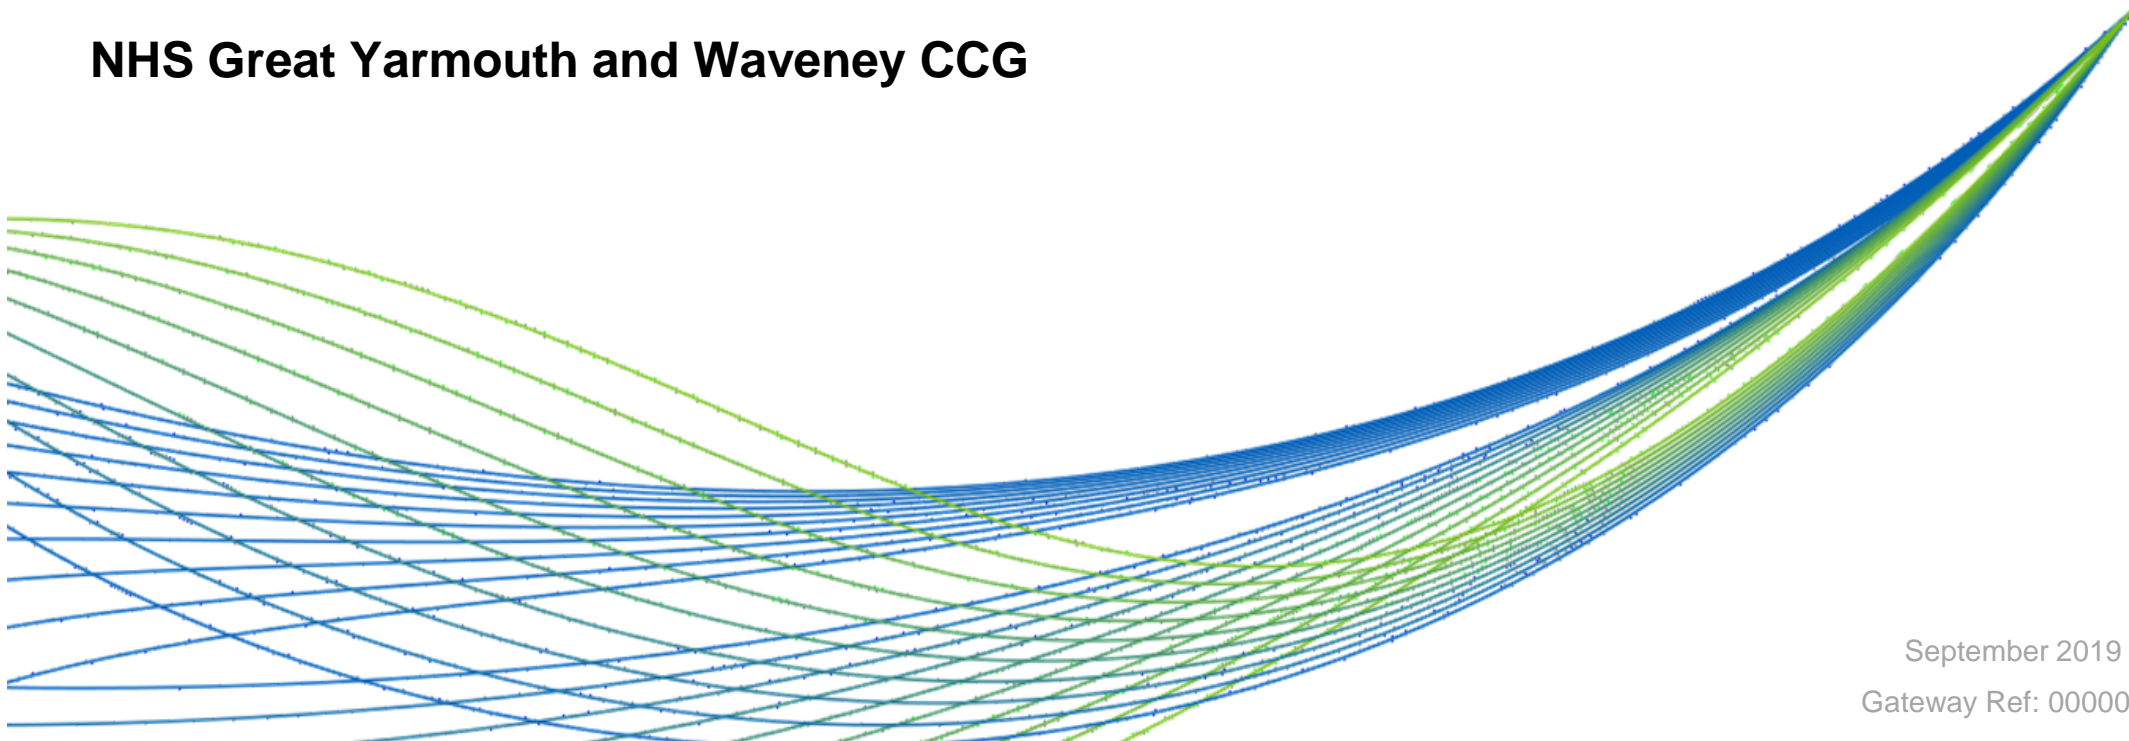 NHS Great Yarmouth and Waveney CCG
September 2019
Gateway Ref: 00000